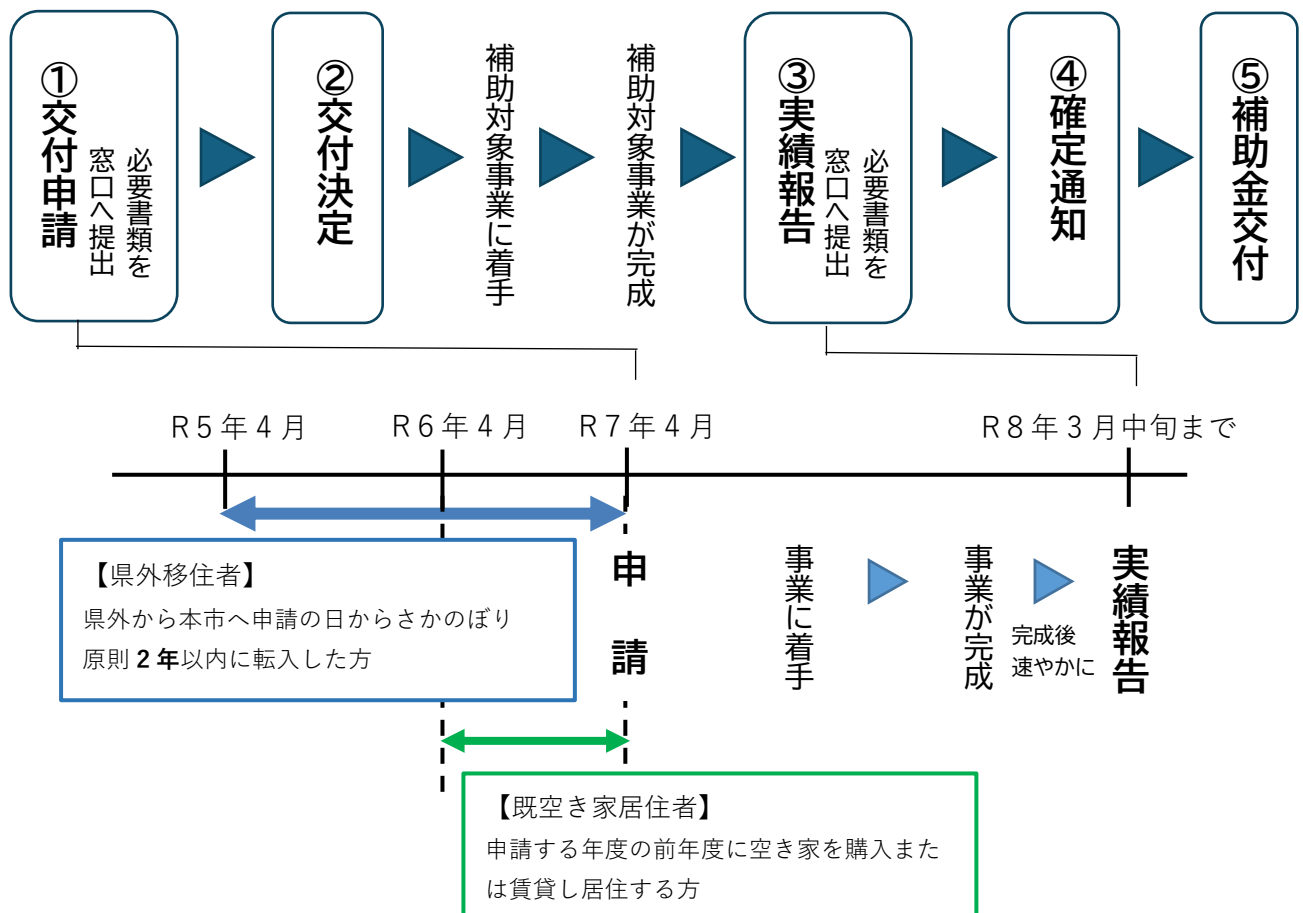 ①交付申請
必要書類を
窓口へ提出
②交付決定
補助対象事業に着手
補助対象事業が完成
③実績報告
必要書類を
窓口へ提出
④確定通知
⑤補助金交付
R5年4月
R6年4月
R7年4月
R8年3月中旬まで
【県外移住者】
県外から本市へ申請の日からさかのぼり
原則2年以内に転入した方
申請
事業に着手
事業が完成
完成後
速やかに
実績報告
【既空き家居住者】
申請する年度の前年度に空き家を購入また
は賃貸し居住する方